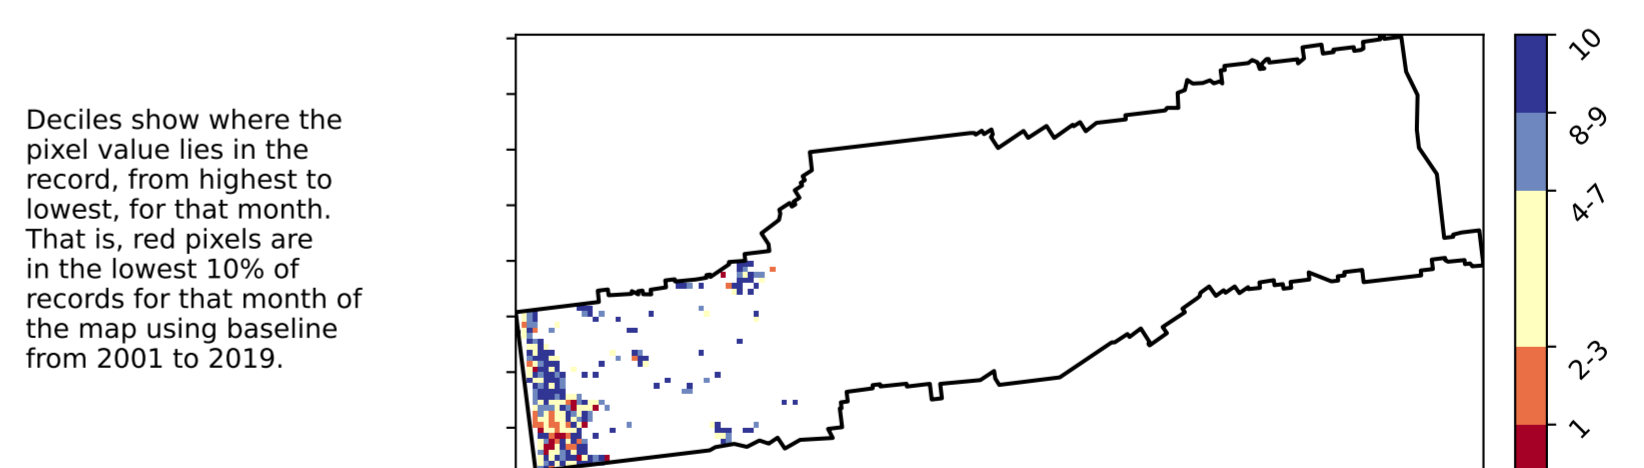 Deciles show where the
pixel value lies in the
record, from highest to
lowest, for that month.
That is, red pixels are
in the lowest 10% of
records for that month of
the map using baseline
from 2001 to 2019.
10
8-9
4-7
2-3
1